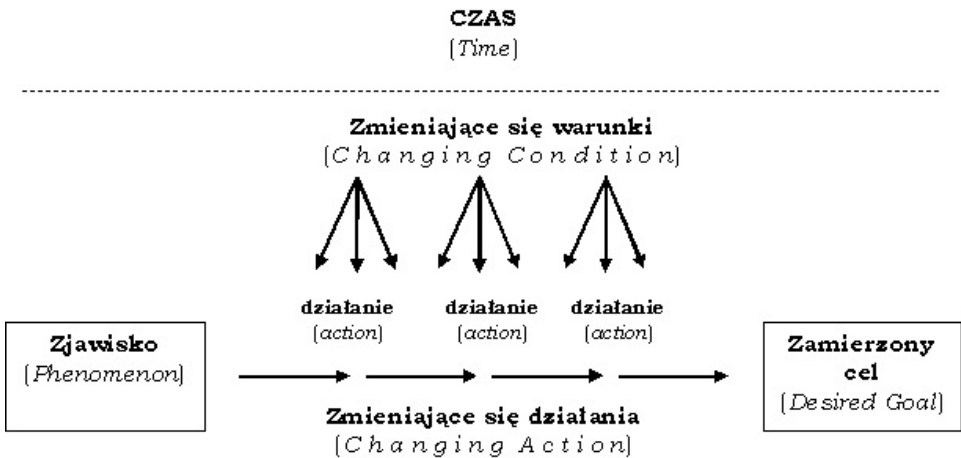 CZAS
(Time)
Zmieniające się warunki
(Changing Condition)
działanie
(action)
działanie
(action)
działanie
(action)
Zjawisko
(Phenomenon)
Zamierzony
cel
(Desired Goal)
Zmieniające się działania
(Changing Action)